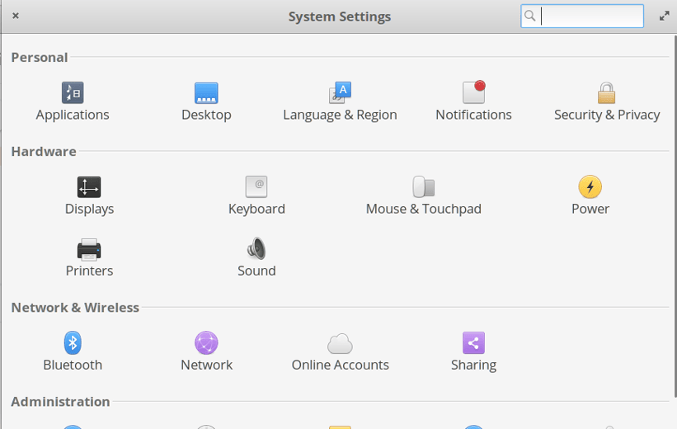 System Settings
Personal
Applications Desktop Language & Region Notifications Security & Privacy
Hardware
Displays Keyboard Mouse & Touchpad Power
Printers Sound
Network & Wireless
Bluetooth Network Online Accounts Sharing
Administration